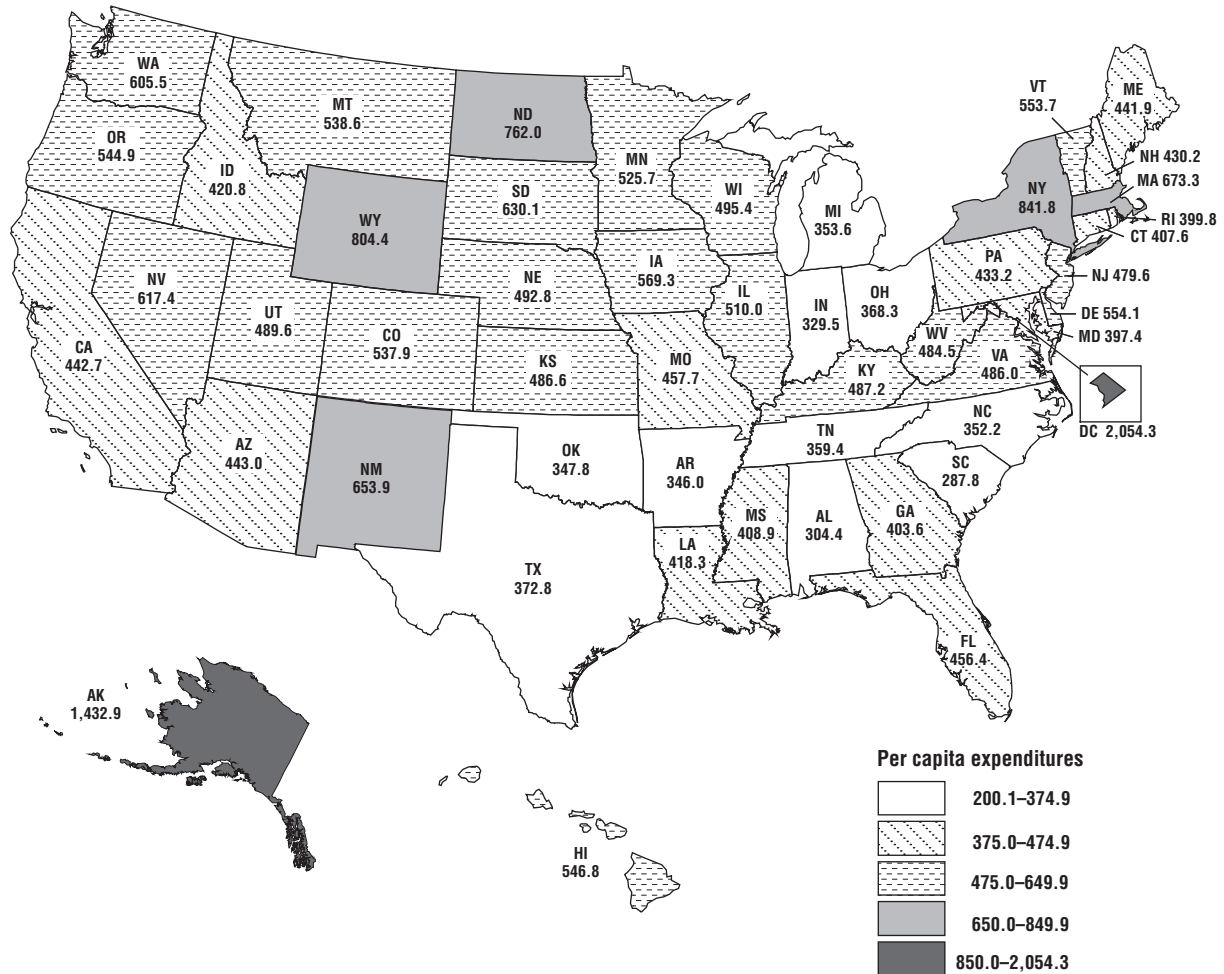 WA
605.5
OR
544.9
ID
420.8
MT
538.6
ND
762.0
SD
630.1
WY
804.4
MN
525.7
WI
495.4
MI
353.6
NY
841.8
VT
553.7
ME
441.9
NH 430.2
MA 673.3
RI 399.8
CT 407.6
NJ 479.6
DE 554.1
MD 397.4
DC 2,054.3
PA
433.2
CA
442.7
NV
617.4
UT
489.6
CO
537.9
NE
492.8
KS
486.6
IA
569.3
MO
457.7
IL
510.0
IN
329.5
OH
368.3
WV
484.5
VA
486.0
KY
487.2
TN
359.4
NC
352.2
SC
287.8
AZ
443.0
NM
653.9
OK
347.8
AR
346.0
TX
372.8
LA
418.3
MS
408.9
AL
304.4
GA
403.6
FL
456.4
AK
1,432.9
HI
546.8
Per capita expenditures
200.1–374.9
375.0–474.9
475.0–649.9
650.0–849.9
850.0–2,054.3